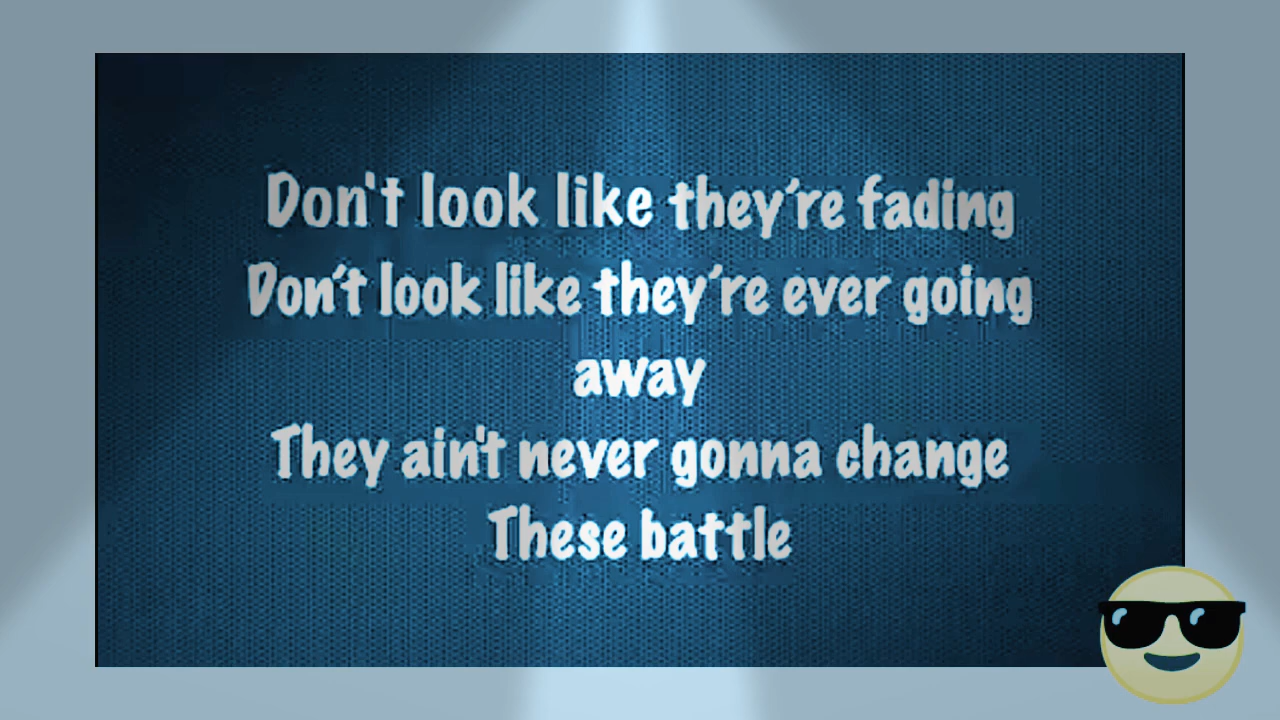 Don't look like they're fading
Don't look like they're ever going
away
They ain't never gonna change
These battle